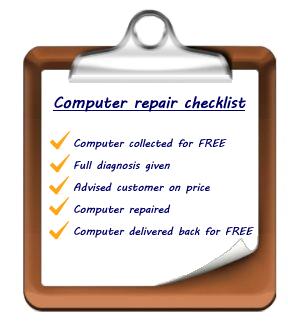 Computer repair checklist
Computer collected for FREE
Full diagnosis given
Advised customer on price
Computer repaired
Computer delivered back for FREE